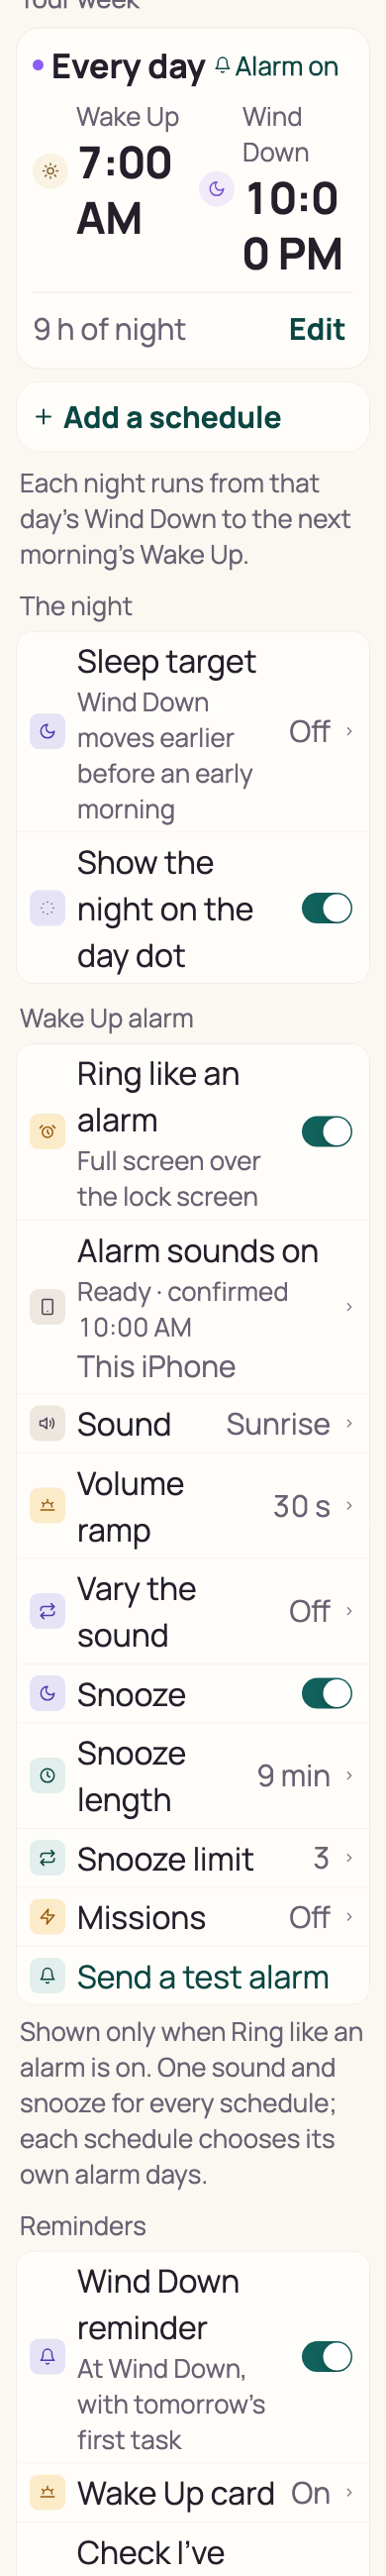 Your week
Every day
Alarm on
Wake Up
7:00
AM
Wind
Down
10:0
0 PM
9 h of night
Edit
+ Add a schedule
Each night runs from that
day's Wind Down to the next
morning's Wake Up.
The night
Sleep target
Wind Down
moves earlier
before an early
morning
Off
Show the
night on the
day dot
Wake Up alarm
Ring like an
alarm
Full screen over
the lock screen
Alarm sounds on
Ready · confirmed
10:00 AM
This iPhone
Sound
Sunrise
Volume
ramp
30 s
Vary the
sound
Off
Snooze
Snooze
length
9 min
Snooze limit
3
Missions
Off
Send a test alarm
Shown only when Ring like an
alarm is on. One sound and
snooze for every schedule;
each schedule chooses its
own alarm days.
Reminders
Wind Down
reminder
At Wind Down,
with tomorrow's
first task
Wake Up card
On
Check I've